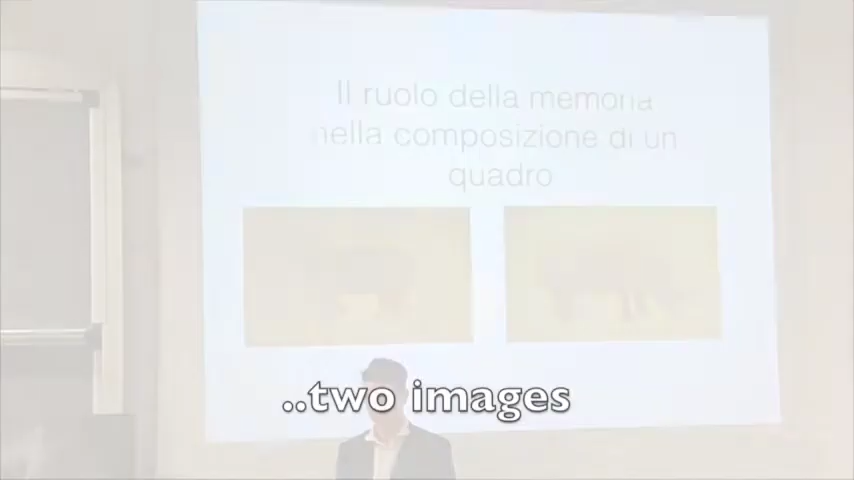 Il ruolo della memoria
nella composizione di un
quadro
..two images